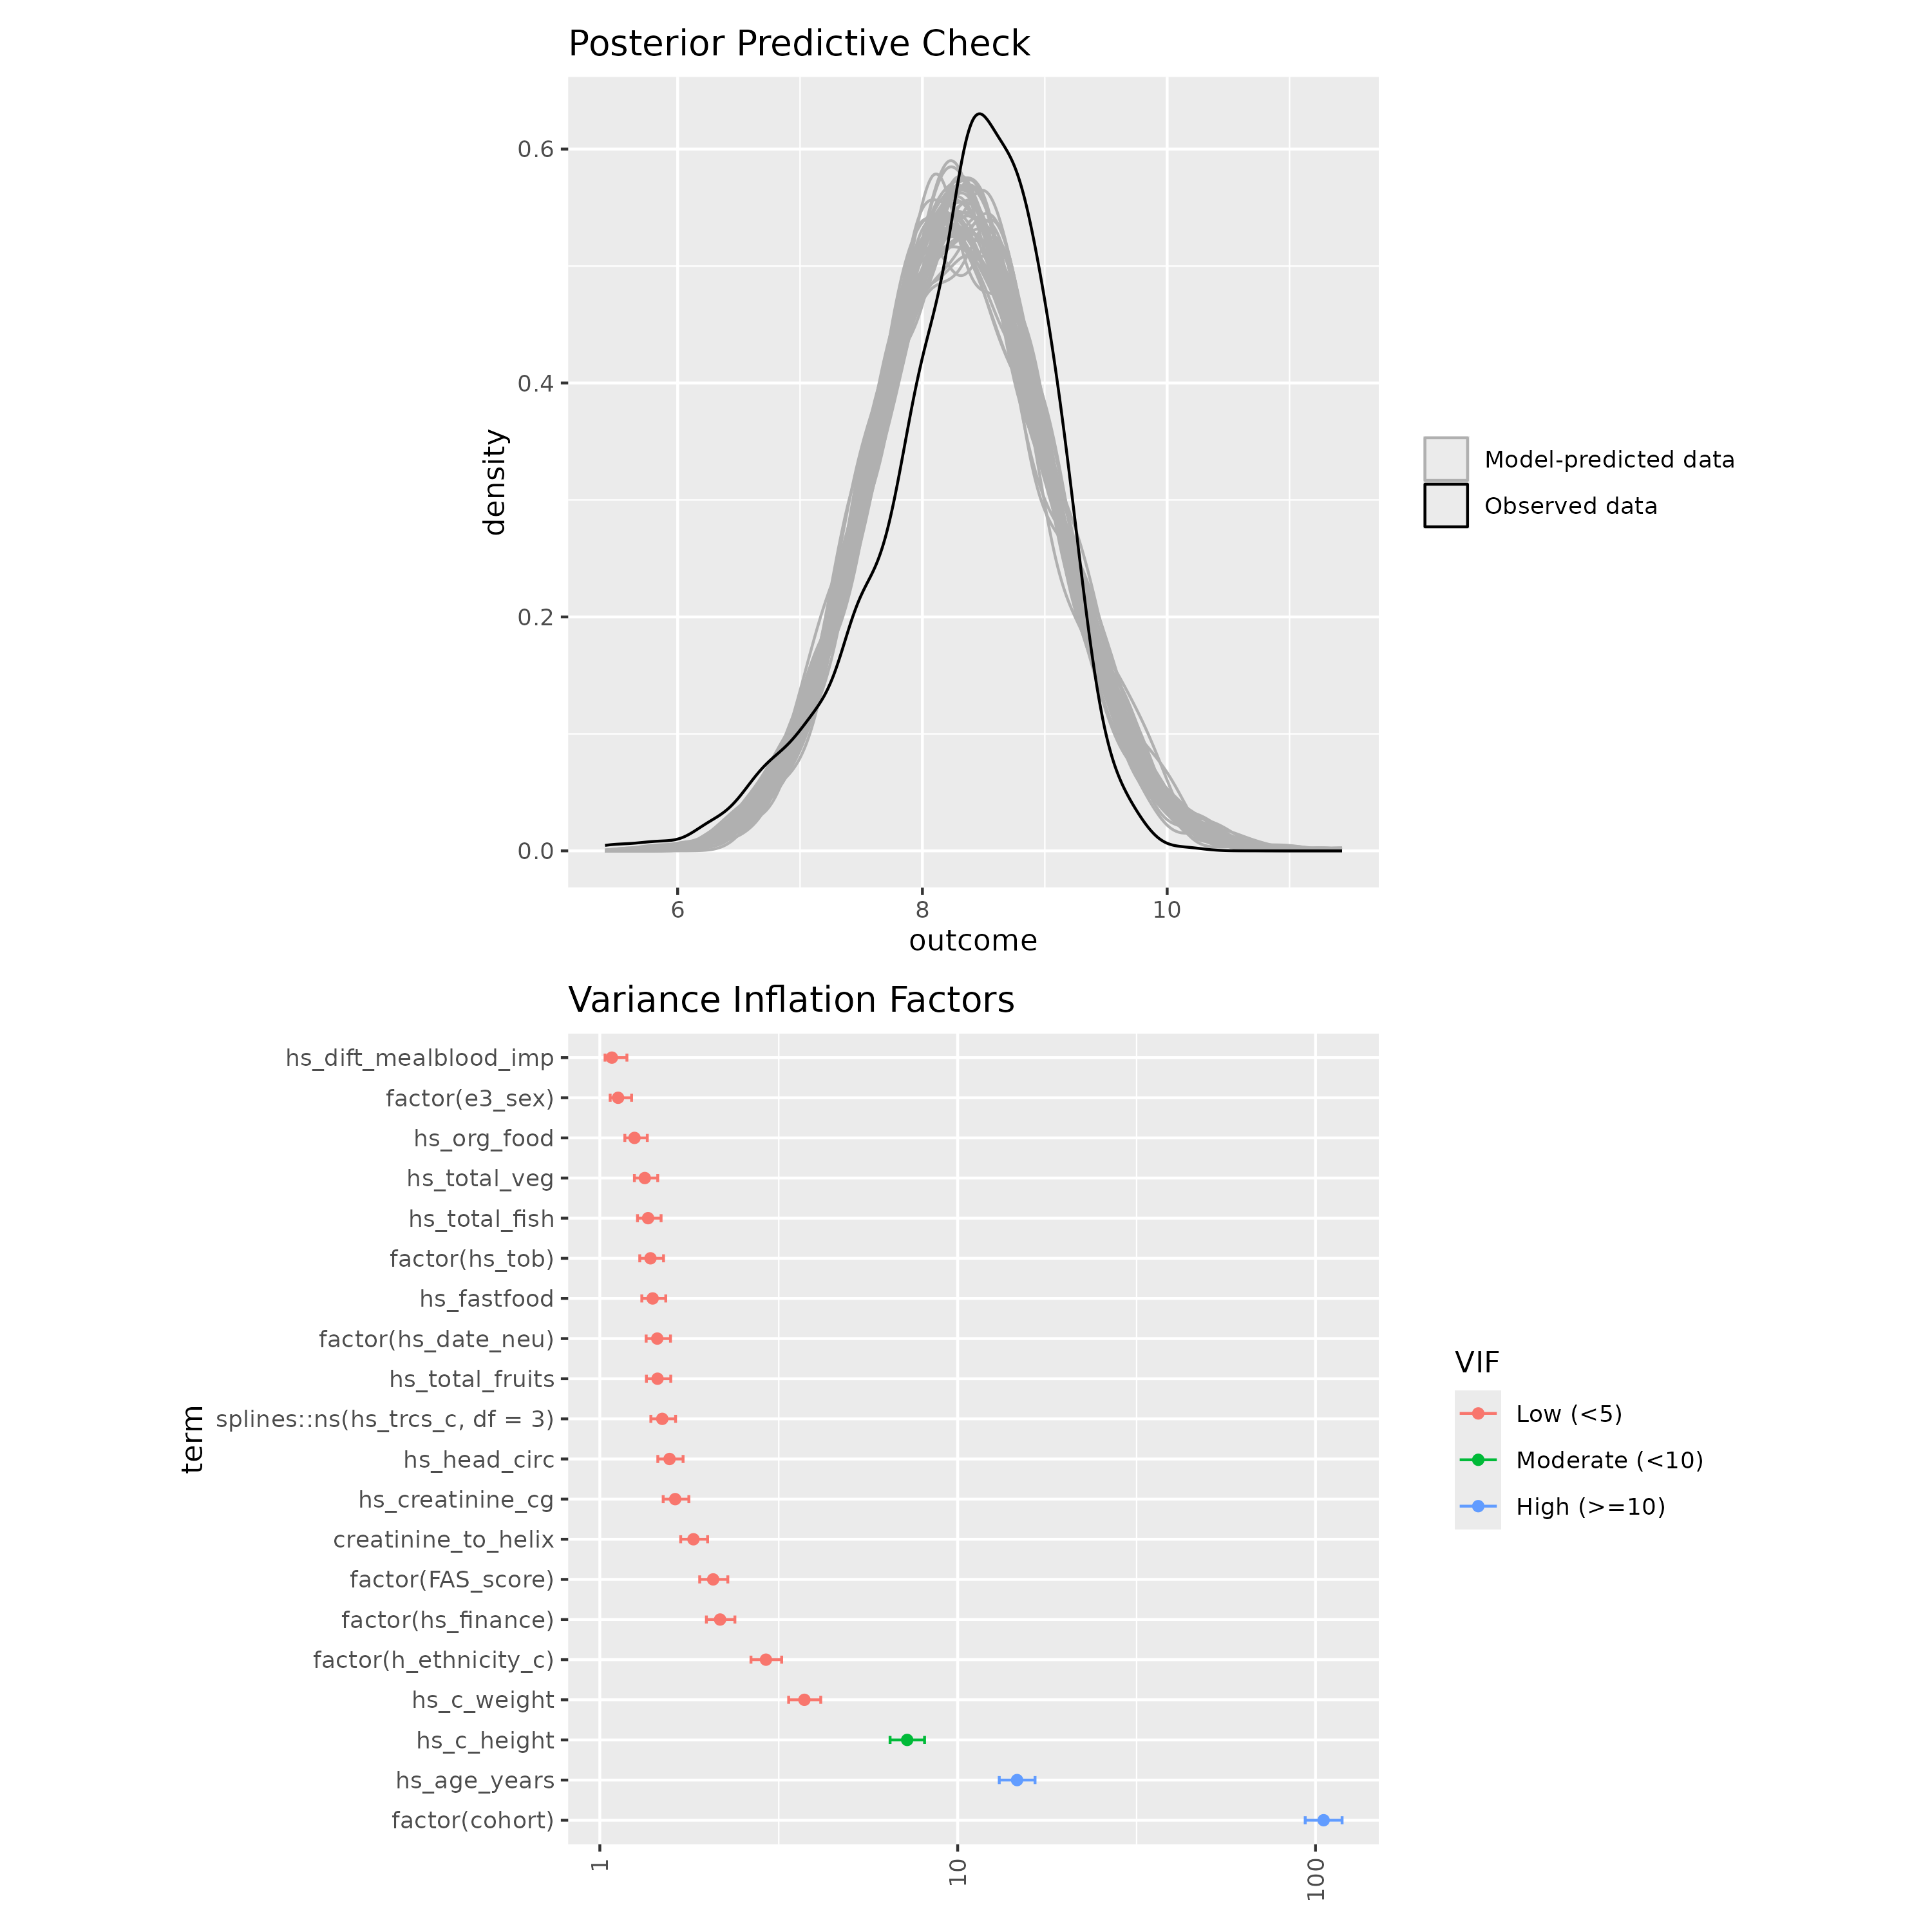 Posterior Predictive Check
density
0.6
0.4
0.2
0.0
6
8
10
outcome
Model-predicted data
Observed data
Variance Inflation Factors
term
hs_dift_mealblood_imp
factor(e3_sex)
hs_org_food
hs_total_veg
hs_total_fish
factor(hs_tob)
hs_fastfood
factor(hs_date_neu)
hs_total_fruits
splines::ns(hs_trcs_c, df = 3)
hs_head_circ
hs_creatinine_cg
creatinine_to_helix
factor(FAS_score)
factor(hs_finance)
factor(h_ethnicity_c)
hs_c_weight
hs_c_height
hs_age_years
factor(cohort)
1
10
100
VIF
Low (<5)
Moderate (<10)
High (>=10)